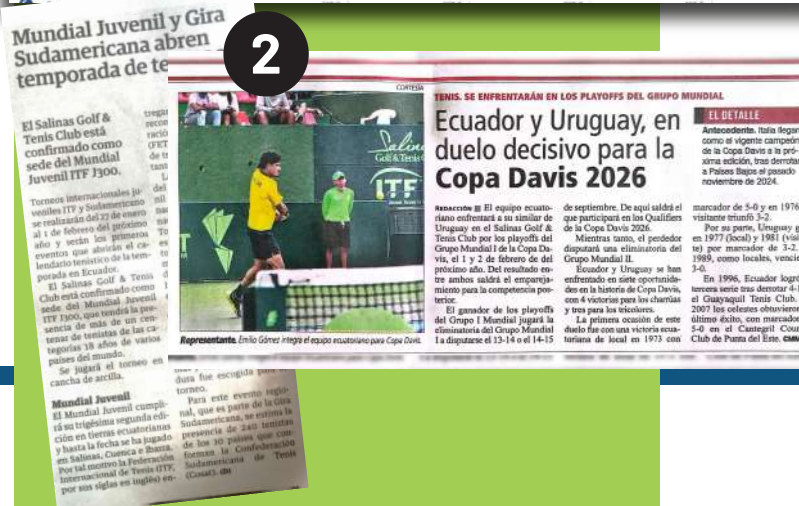 Mundial Juvenil y Gira
Sudamericana abren
temporada de te
El Salinas Golf &
Tenis Club está
confirmado como
sede del Mundial
Juvenil ITF J300.
Torneos internacionales ju-
veniles ITF y Sudamericano
se realizarán del 27 de enero
al 1 de febrero del próximo
año y serán los primeros
eventos que abrirán el ca-
lendario tenístico de la tem-
porada en Ecuador.
El Salinas Golf & Tenis
Club está confirmado como
sede del Mundial Juvenil
ITF J300, que tendrá la pre-
sencia de más de un cen-
tenar de tenistas de las ca-
tegorías 18 años de varios
países del mundo.
Se jugará el torneo en
cancha de arcilla.
Mundial Juvenil
El Mundial Juvenil cumpli-
rá su trigésima segunda edi-
ción en tierras ecuatorianas
y hasta la fecha se ha jugado
en Salinas, Cuenca e Ibarra.
Por tal motivo la Federación
Internacional de Tenis (ITF,
por sus siglas en inglés) en-
dura fue escogida para
torneo.
Para este evento regio-
nal, que es parte de la Gira
Sudamericana, se estima la
presencia de 240 tenistas
de los 10 países que con-
forman la Confederación
Sudamericana de Tenis
(Cosat). DU
2
CORTESÍA
Salinas
Golf & Tenis C
ITF
Representante. Emilio Gómez integra el equipo ecuatoriano para Copa Davis.
TENIS. SE ENFRENTARÁN EN LOS PLAYOFFS DEL GRUPO MUNDIAL
Ecuador y Uruguay, en
duelo decisivo para la
Copa Davis 2026
REDACCIÓN El equipo ecuato-
riano enfrentará a su similar de
Uruguay en el Salinas Golf &
Tenis Club por los playoffs del
Grupo Mundial I de la Copa Da-
vis, el 1 y 2 de febrero del
próximo año. Del resultado en-
tre ambos saldrá el empareja-
miento para la competencia pos-
terior.
El ganador de los playoffs
del Grupo I Mundial jugará la
eliminatoria del Grupo Mundial
I a disputarse el 13-14 o el 14-15
de septiembre. De aquí saldrá el
que participará en los Qualifiers
de la Copa Davis 2026.
Mientras tanto, el perdedor
disputará una eliminatoria del
Grupo Mundial II.
Ecuador y Uruguay se han
enfrentado en siete oportunida-
des en la historia de Copa Davis,
con 4 victorias para los charrúas
y tres para los tricolores.
La primera ocasión de este
duelo fue con una victoria ecua-
toriana de local en 1973 con
EL DETALLE
Antecedente. Italia llegar
como el vigente campeón
de la Copa Davis a la pró-
xima edición, tras derrotar
a Países Bajos el pasado
noviembre de 2024.
marcador de 5-0 y en 1976
visitante triunfó 3-2.
Por su parte, Uruguay g
en 1977 (local) y 1981 (visi
te) por marcador de 3-2.
1989, como locales, vencie
3-0.
En 1996, Ecuador logró
tercera serie tras derrotar 4-1
el Guayaquil Tenis Club.
2007 los celestes obtuvieron
último éxito, con marcador
5-0 en el Cantegril Coun
Club de Punta del Este. CMM